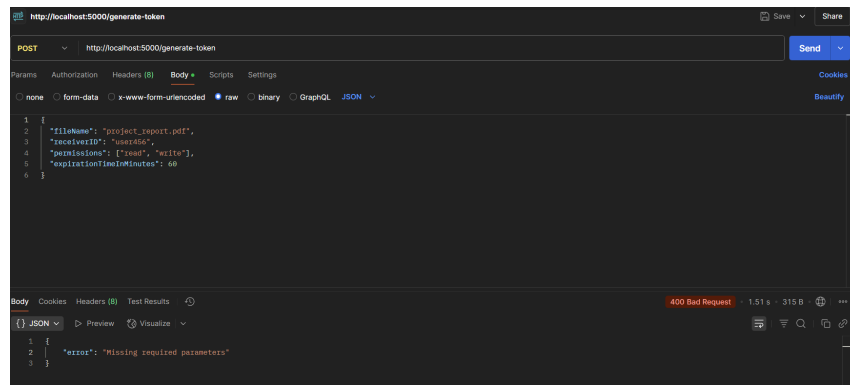 http://localhost:5000/generate-token Save Share
POST http://localhost:5000/generate-token Send
Params Authorization Headers (8) Body Scripts Settings Cookies
none form-data x-www-form-urlencoded raw binary GraphQL JSON Beautify
1 {
2 "fileName": "project_report.pdf",
3 "receiverID": "user456",
4 "permissions": ["read", "write"],
5 "expirationTimeInMinutes": 60
6 }
Body Cookies Headers (8) Test Results 400 Bad Request 1.51 s 315 B
{} JSON Preview Visualize
1 {
2 "error": "Missing required parameters"
3 }